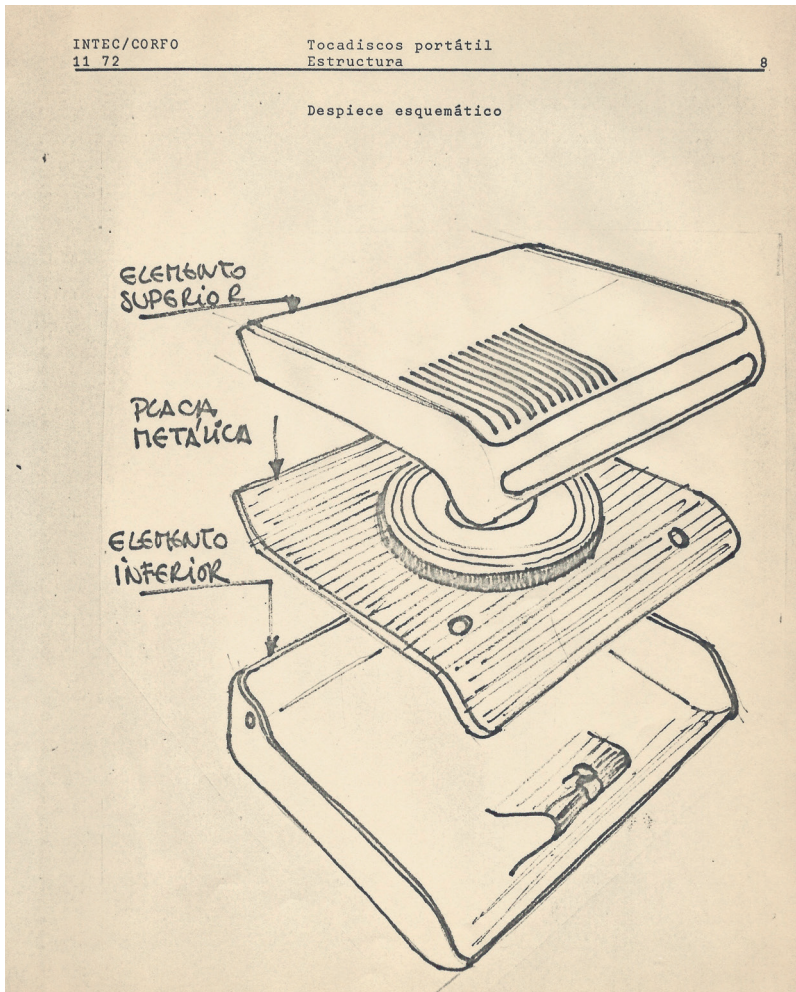 INTEC/CORFO Tocadiscos portátil
11 72 Estructura 8
Despiece esquemático
ELEMENTO
SUPERIOR
PLACA
METÁLICA
ELEMENTO
INFERIOR